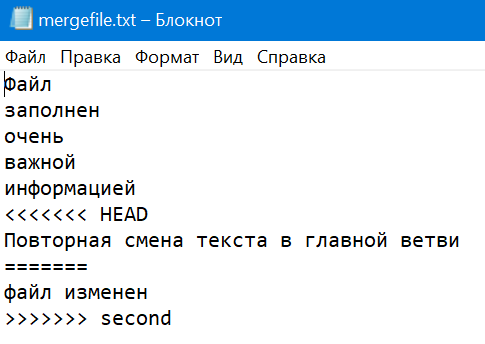 mergefile.txt – Блокнот
Файл Правка Формат Вид Справка
Файл
заполнен
очень
важной
информацией
<<<<<<< HEAD
Повторная смена текста в главной ветви
=======
файл изменен
>>>>>>> second